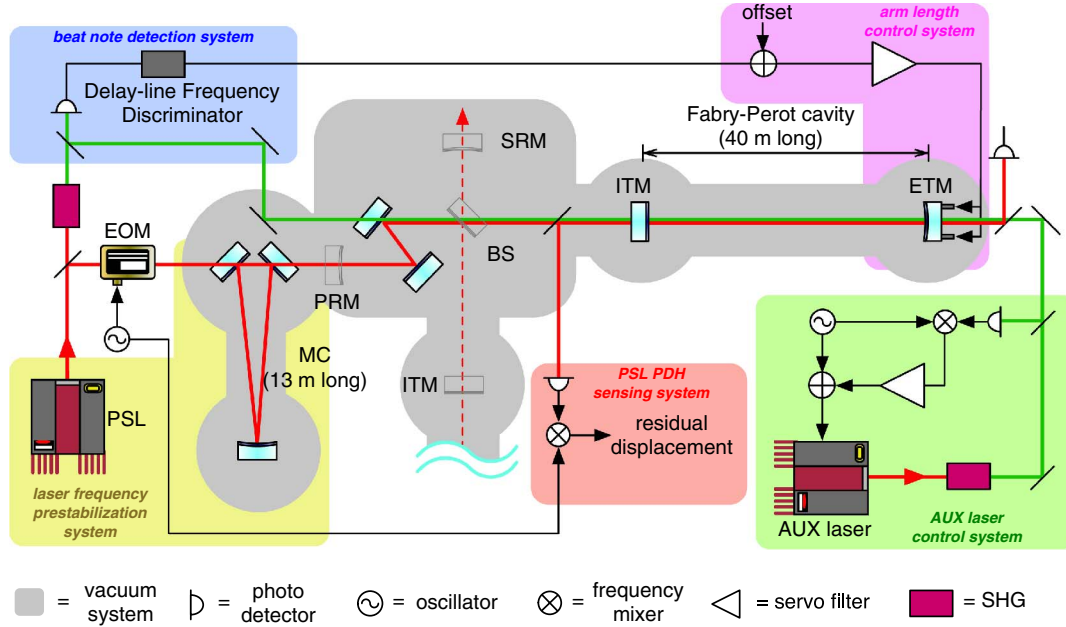 beat note detection system
offset
arm length
control system
Delay-line Frequency
Discriminator
Fabry-Perot cavity
(40 m long)
SRM
ITM
ETM
EOM
BS
PRM
MC
(13 m long)
ITM
PSL PDH
sensing system
residual
displacement
PSL
laser frequency
prestabilization
system
AUX laser
AUX laser
control system
= vacuum
system
= photo
detector
= oscillator
= frequency
mixer
= servo filter
= SHG